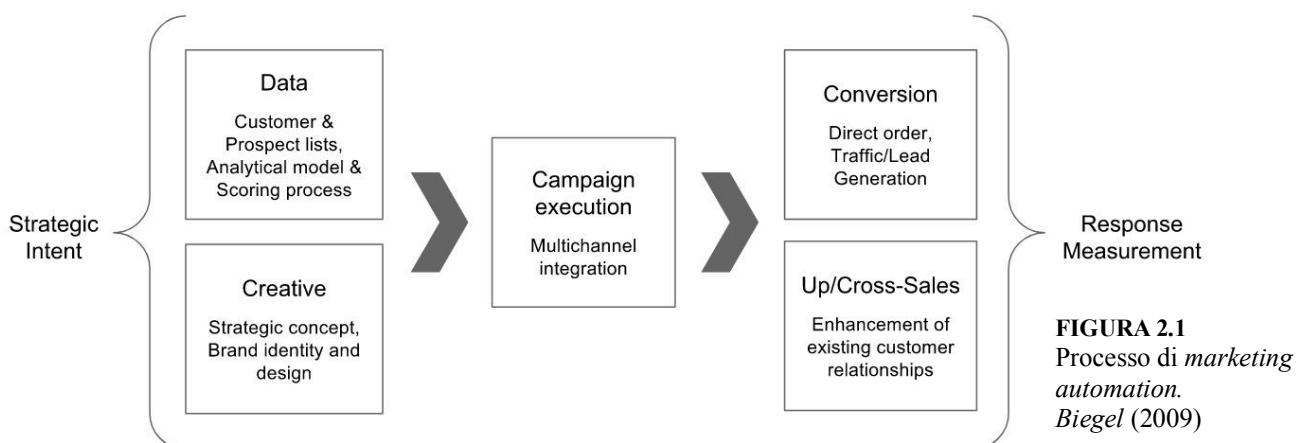 Strategic
Intent
Data
Customer &
Prospect lists,
Analytical model &
Scoring process
Creative
Strategic concept,
Brand identity and
design
Campaign
execution
Multichannel
integration
Conversion
Direct order,
Traffic/Lead
Generation
Up/Cross-Sales
Enhancement of
existing customer
relationships
Response
Measurement
FIGURA 2.1
Processo di marketing
automation.
Biegel (2009)